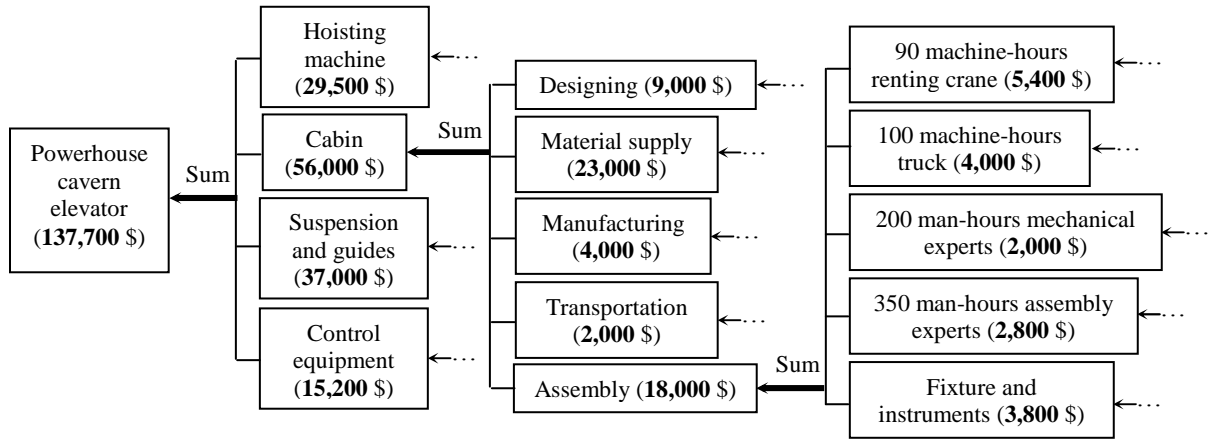 Powerhouse
cavern
elevator
(137,700 $)
Sum
Hoisting
machine
(29,500 $)
Cabin
(56,000 $)
Suspension
and guides
(37,000 $)
Control
equipment
(15,200 $)
Sum
Designing (9,000 $)
Material supply
(23,000 $)
Manufacturing
(4,000 $)
Transportation
(2,000 $)
Assembly (18,000 $)
Sum
90 machine-hours
renting crane (5,400 $)
100 machine-hours
truck (4,000 $)
200 man-hours mechanical
experts (2,000 $)
350 man-hours assembly
experts (2,800 $)
Fixture and
instruments (3,800 $)